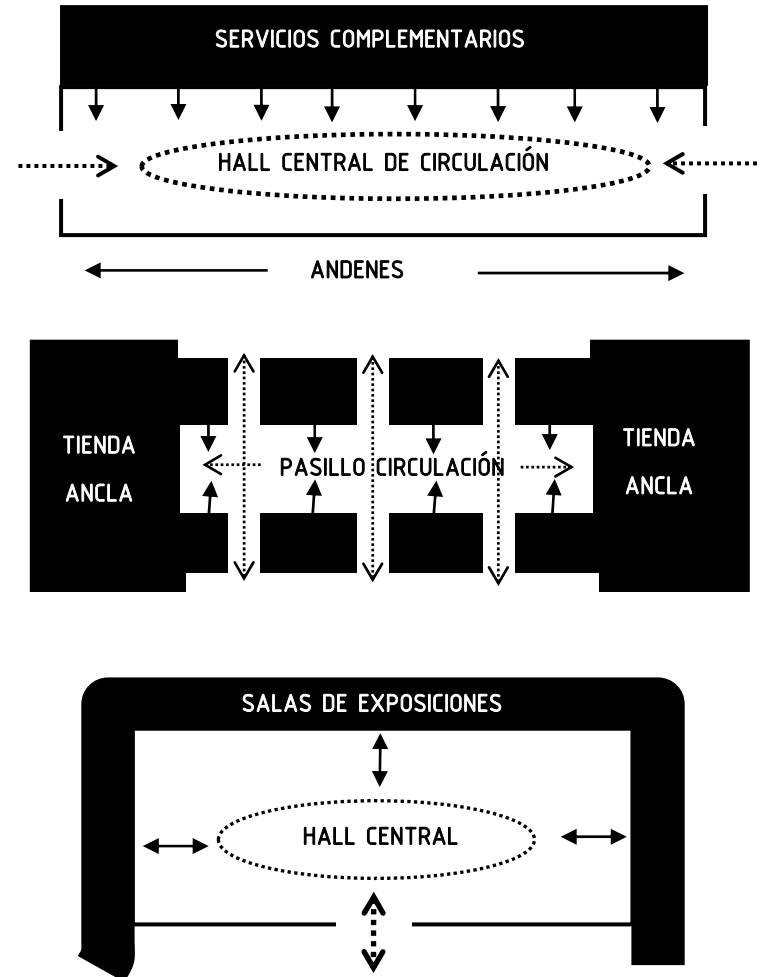 SERVICIOS COMPLEMENTARIOS
HALL CENTRAL DE CIRCULACIÓN
ANDENES
TIENDA
ANCLA
PASILLO CIRCULACIÓN
TIENDA
ANCLA
SALAS DE EXPOSICIONES
HALL CENTRAL